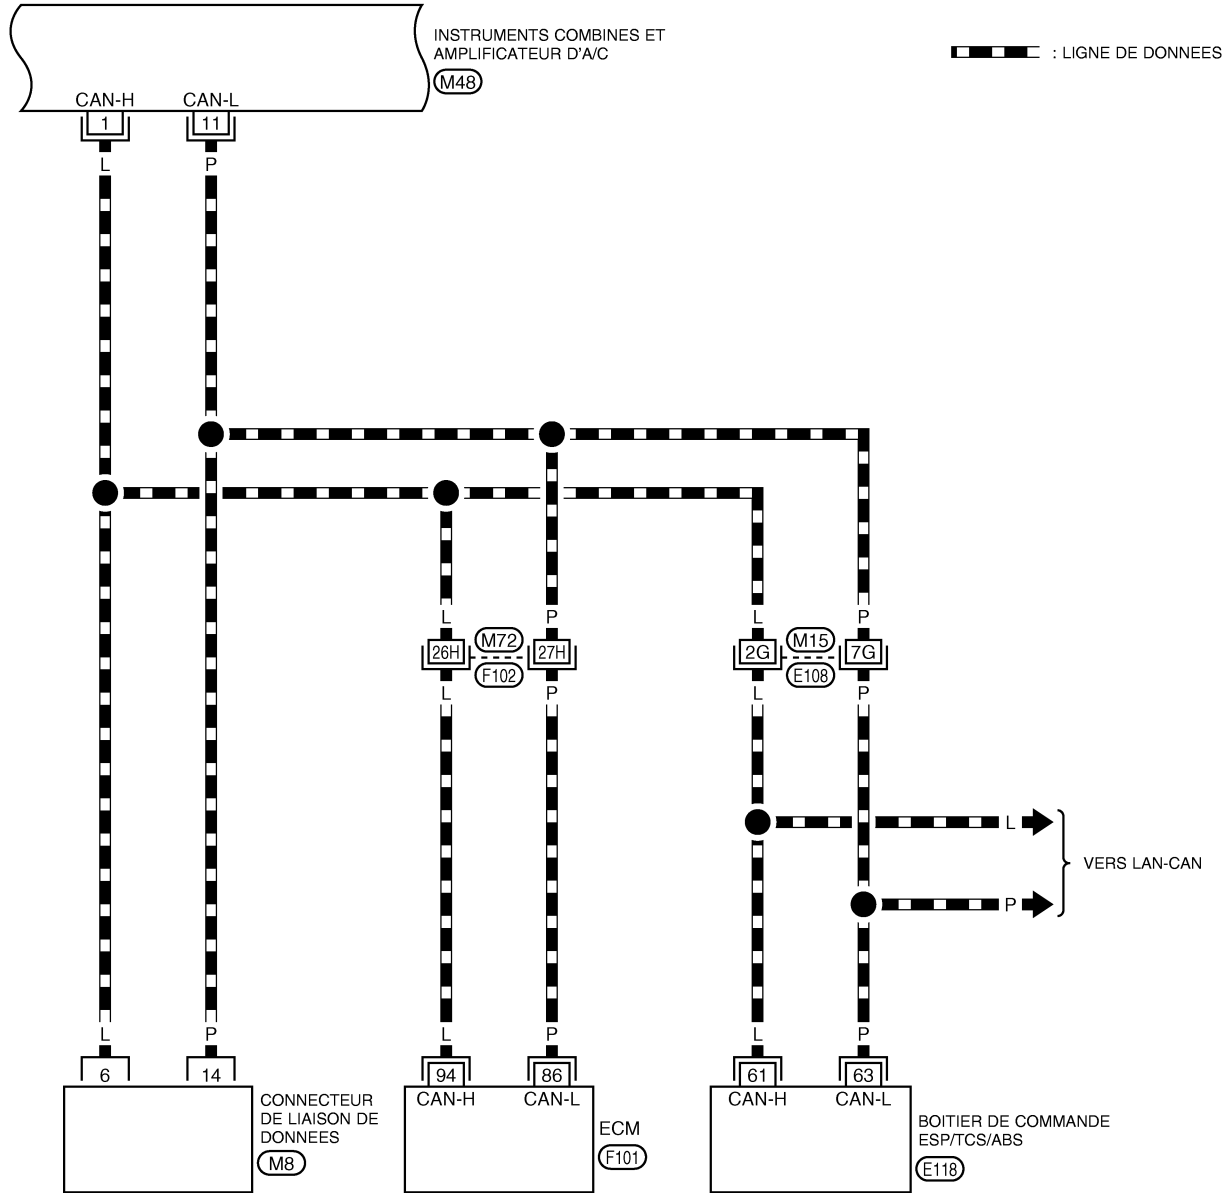 INSTRUMENTS COMBINES ET
AMPLIFICATEUR D'A/C
M48
: LIGNE DE DONNEES
CAN-H CAN-L
1 11
L P
L P L P
26H M72 27H 2G M15 7G
F102 E108
L P L P
L
VERS LAN-CAN
P
L P L P L P
6 14 94 86 61 63
CAN-H CAN-L CAN-H CAN-L
CONNECTEUR
DE LIAISON DE
DONNEES
M8
ECM
F101
BOITIER DE COMMANDE
ESP/TCS/ABS
E118